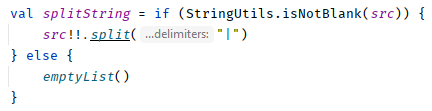 val splitString = if (StringUtils.isNotBlank(src)) {
    src!!.split( ...delimiters: "|")
} else {
    emptyList()
}